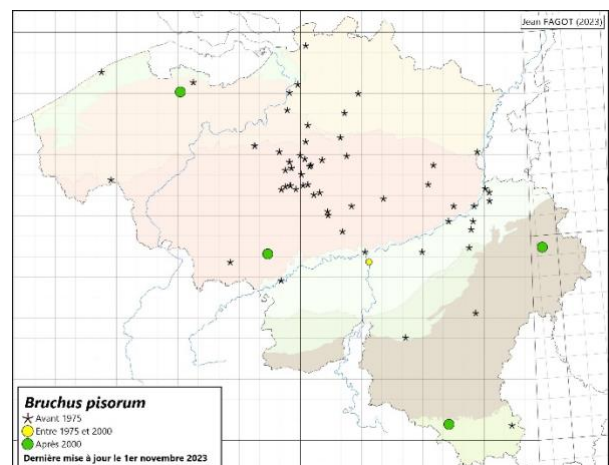 Jean FAGOT (2023)
Bruchus pisorum
Avant 1975
Entre 1975 et 2000
Après 2000
Dernière mise à jour le 1er novembre 2023